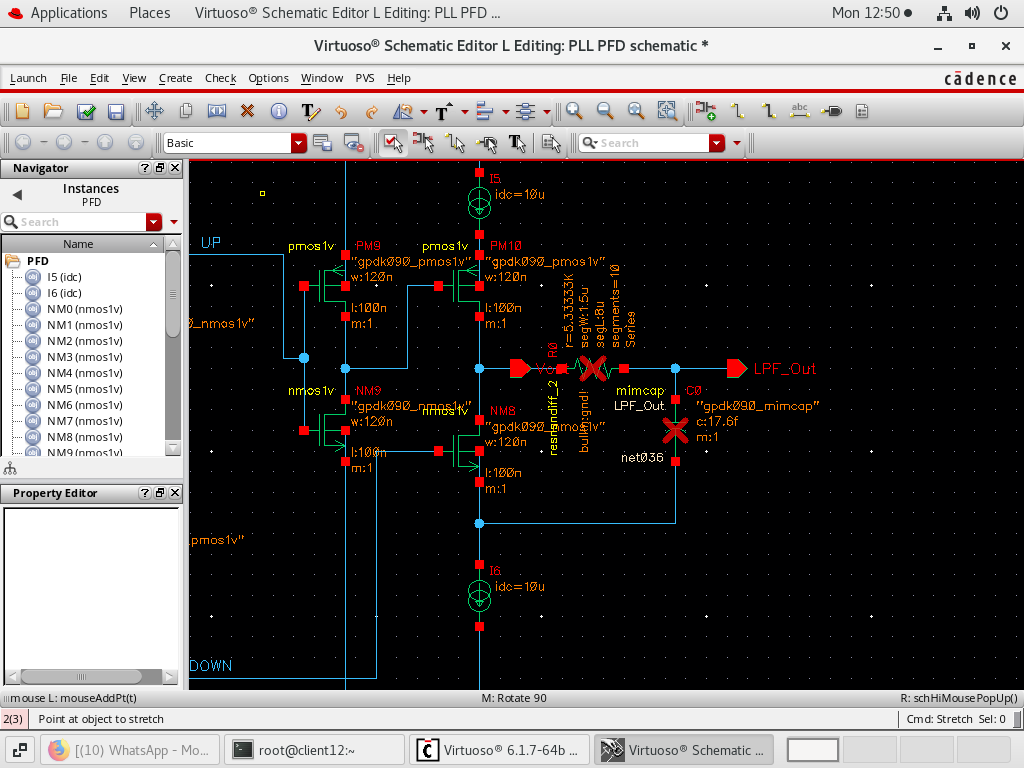 Applications Places Virtuoso® Schematic Editor L Editing: PLL PFD ... Mon 12:50
Virtuoso® Schematic Editor L Editing: PLL PFD schematic *
Launch File Edit View Create Check Options Window PVS Help cādence
abc
Basic Search
Navigator
Instances
PFD
Search
Name
PFD
I5 (idc)
I6 (idc)
NM0 (nmos1v)
NM1 (nmos1v)
NM2 (nmos1v)
NM3 (nmos1v)
NM4 (nmos1v)
NM5 (nmos1v)
NM6 (nmos1v)
NM7 (nmos1v)
NM8 (nmos1v)
NM9 (nmos1v)
Property Editor
I5
idc=10u
UP
pmos1v PM9
"gpdk090_pmos1v"
w:120n
l:100n
m:1
pmos1v PM10
"gpdk090_pmos1v"
w:120n
l:100n
m:1
_nmos1v"
r=5.33333K
segW:1.5u
segL:8u
segments=10
Series
R0
resnsndiff_2
bulkn:gnd!
LPF_Out
nmos1v NM9
"gpdk090_nmos1v"
w:120n
l:100n
m:1
nmos1v NM8
"gpdk090_nmos1v"
w:120n
l:100n
m:1
mimcap C0
LPF_Out "gpdk090_mimcap"
c:17.6f
m:1
net036
pmos1v"
I6
idc=10u
DOWN
mouse L: mouseAddPt(t) M: Rotate 90 R: schHiMousePopUp()
2(3) Point at object to stretch Cmd: Stretch Sel: 0
[(10) WhatsApp - Mo... root@client12:~ Virtuoso® 6.1.7-64b ... Virtuoso® Schematic ...